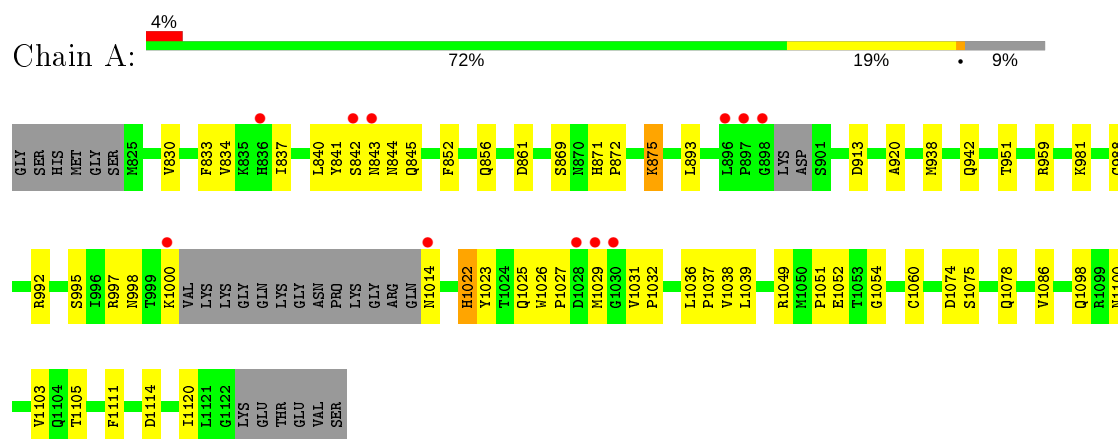 4%
Chain A:
72% 19% • 9%
GLY SER HIS MET GLY SER M825 V830 F833 V834 K835 H836 I837 L840 Y841 S842 N843 N844 Q845 F852 Q856 D861 S869 N870 H871 P872 K875 L893 L896 P897 G898 LYS ASP S901 D913 A920 M938 Q942 T951 R959 K981
R992 S995 I996 R997 N998 T999 K1000 VAL LYS LYS GLY GLN LYS GLY ASN PRO LYS GLY ARG GLN N1014 H1022 Y1023 T1024 Q1025 W1026 P1027 D1028 M1029 G1030 V1031 P1032 L1036 P1037 V1038 L1039 R1049 M1050 P1051 E1052 T1053 G1054 C1060 D1074 S1075 Q1078 V1086 Q1098 R1099
V1103 Q1104 T1105 F1111 D1114 I1120 L1121 G1122 LYS GLU THR GLU VAL SER